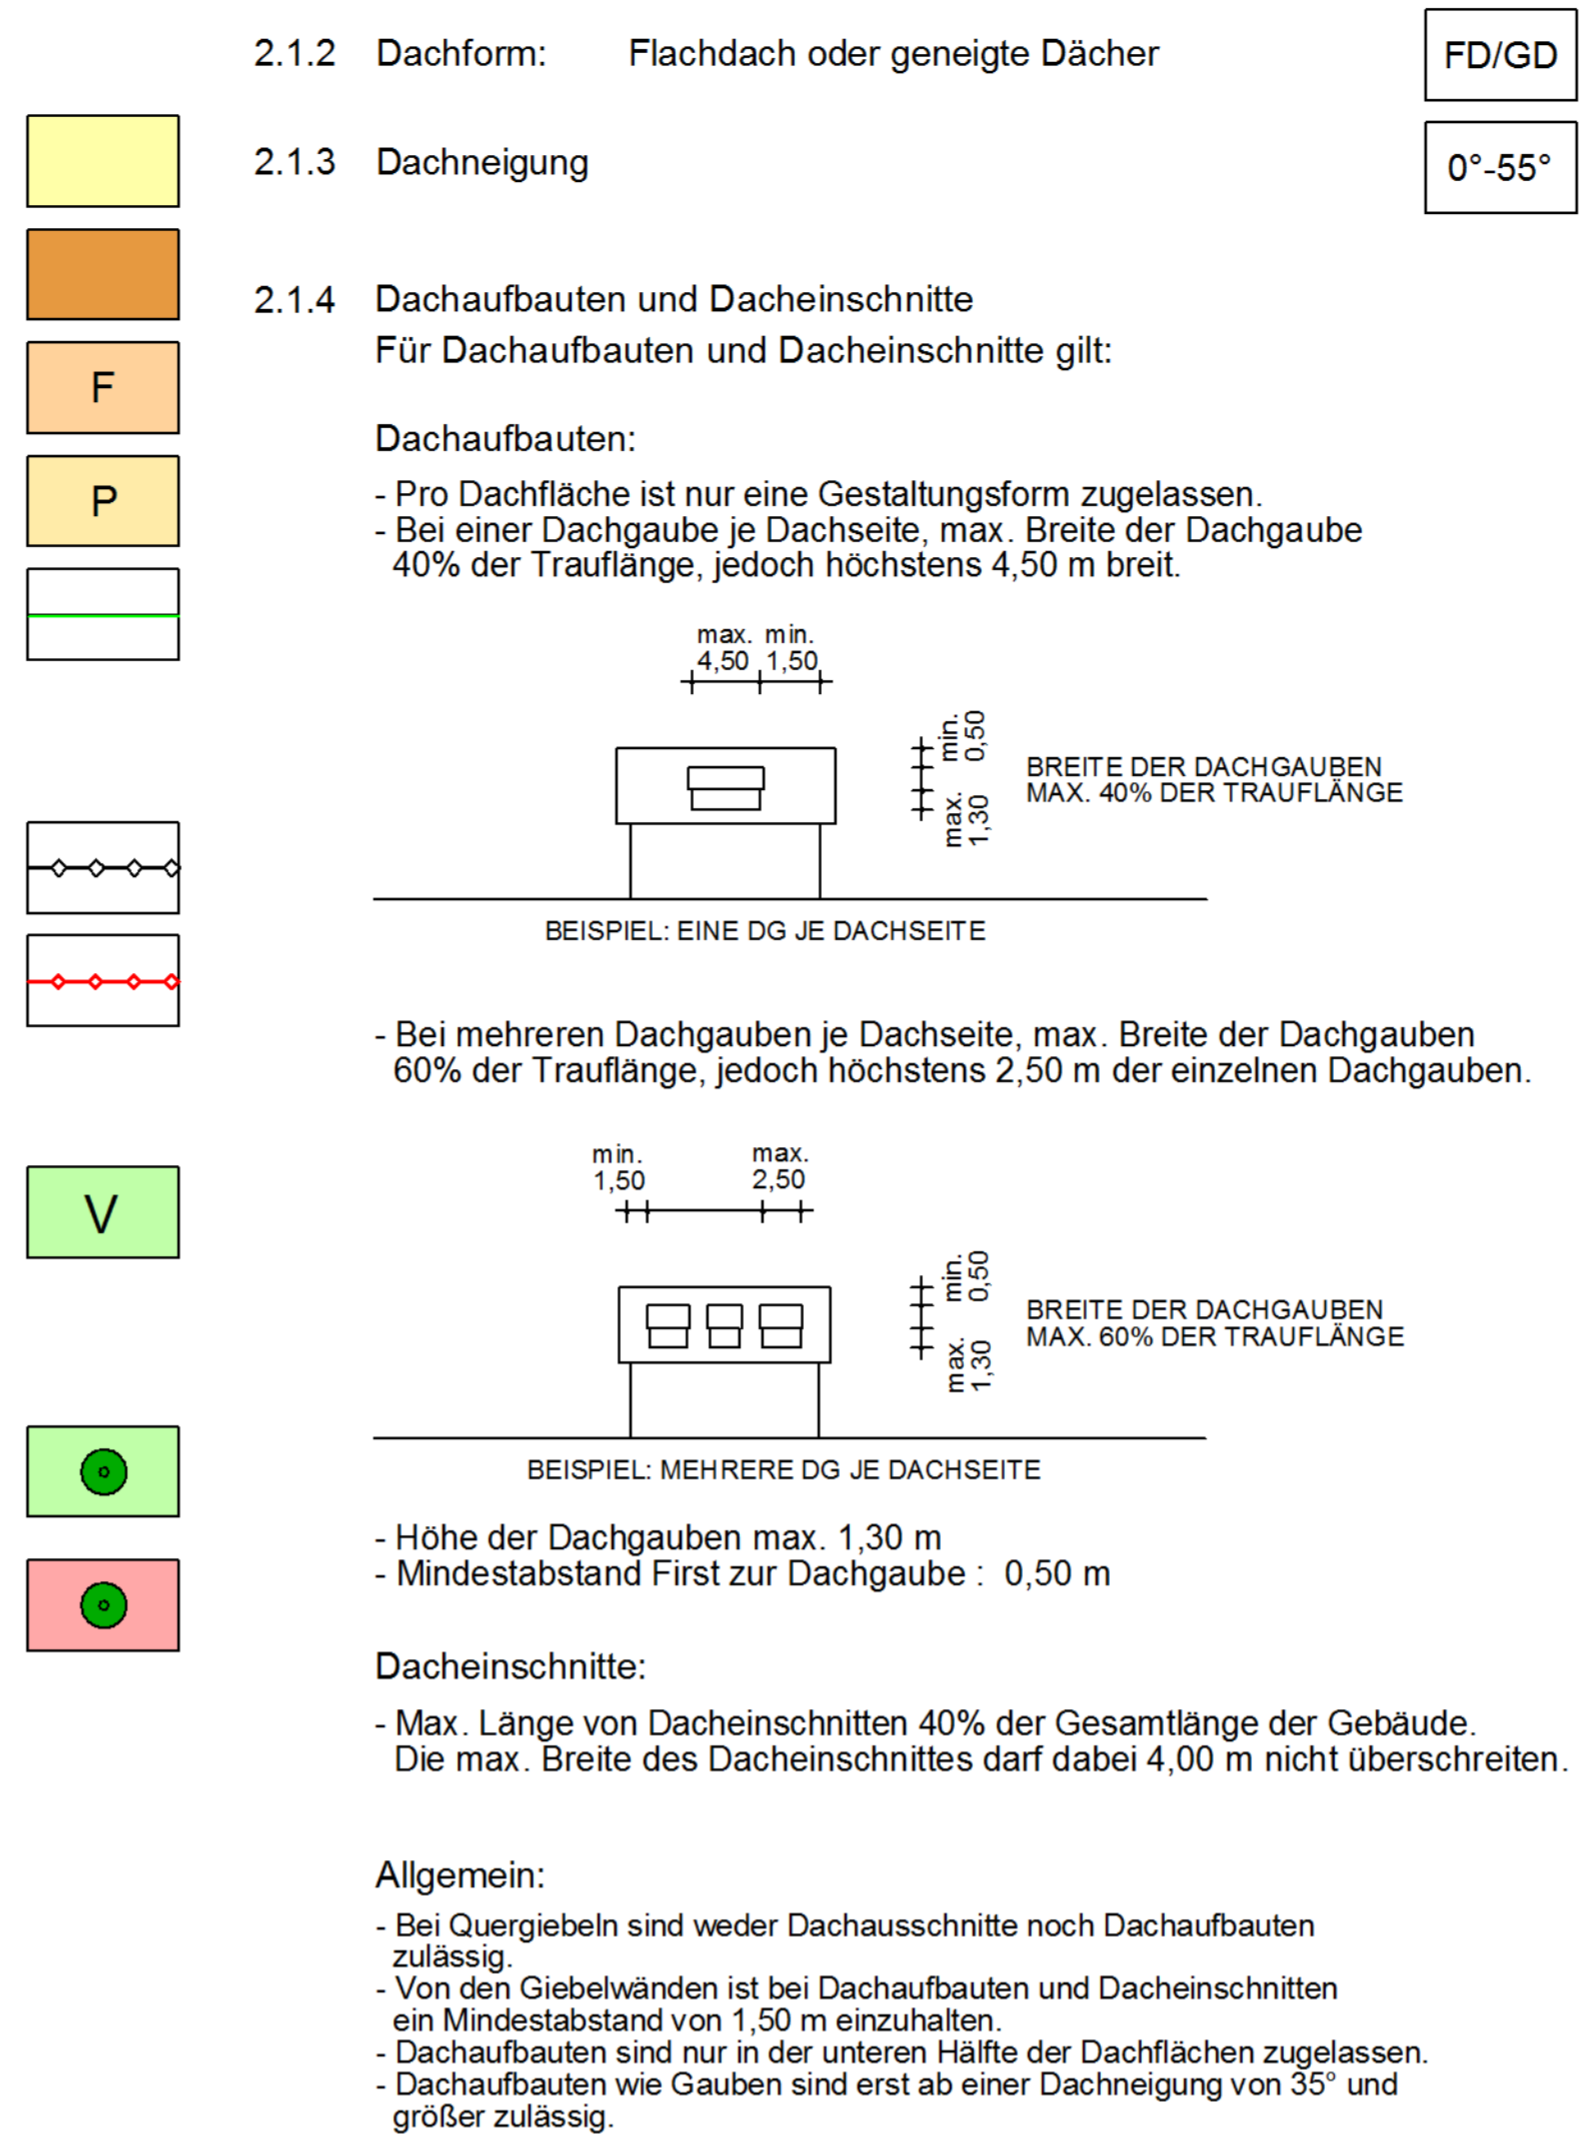 2.1.2 Dachform: Flachdach oder geneigte Dächer FD/GD
2.1.3 Dachneigung 0°-55°
2.1.4 Dachaufbauten und Dacheinschnitte
Für Dachaufbauten und Dacheinschnitte gilt:
F
Dachaufbauten:
P
- Pro Dachfläche ist nur eine Gestaltungsform zugelassen.
- Bei einer Dachgaube je Dachseite, max. Breite der Dachgaube
40% der Trauflänge, jedoch höchstens 4,50 m breit.
max. min.
4,50 1,50
min.
0,50
max.
1,30
BREITE DER DACHGAUBEN
MAX. 40% DER TRAUFLÄNGE
BEISPIEL: EINE DG JE DACHSEITE
- Bei mehreren Dachgauben je Dachseite, max. Breite der Dachgauben
60% der Trauflänge, jedoch höchstens 2,50 m der einzelnen Dachgauben.
V
min. max.
1,50 2,50
min.
0,50
max.
1,30
BREITE DER DACHGAUBEN
MAX. 60% DER TRAUFLÄNGE
BEISPIEL: MEHRERE DG JE DACHSEITE
- Höhe der Dachgauben max. 1,30 m
- Mindestabstand First zur Dachgaube : 0,50 m
Dacheinschnitte:
- Max. Länge von Dacheinschnitten 40% der Gesamtlänge der Gebäude.
Die max. Breite des Dacheinschnittes darf dabei 4,00 m nicht überschreiten.
Allgemein:
- Bei Quergiebeln sind weder Dachausschnitte noch Dachaufbauten
zulässig.
- Von den Giebelwänden ist bei Dachaufbauten und Dacheinschnitten
ein Mindestabstand von 1,50 m einzuhalten.
- Dachaufbauten sind nur in der unteren Hälfte der Dachflächen zugelassen.
- Dachaufbauten wie Gauben sind erst ab einer Dachneigung von 35° und
größer zulässig.